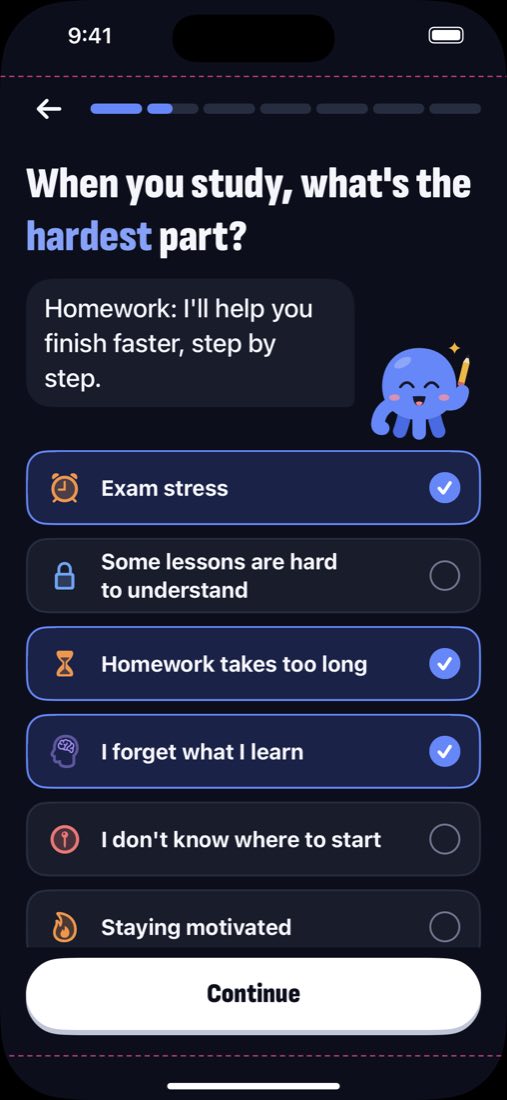 9:41
When you study, what's the
hardest part?
Homework: I'll help you
finish faster, step by
step.
Exam stress
Some lessons are hard
to understand
Homework takes too long
I forget what I learn
I don't know where to start
Staying motivated
Continue